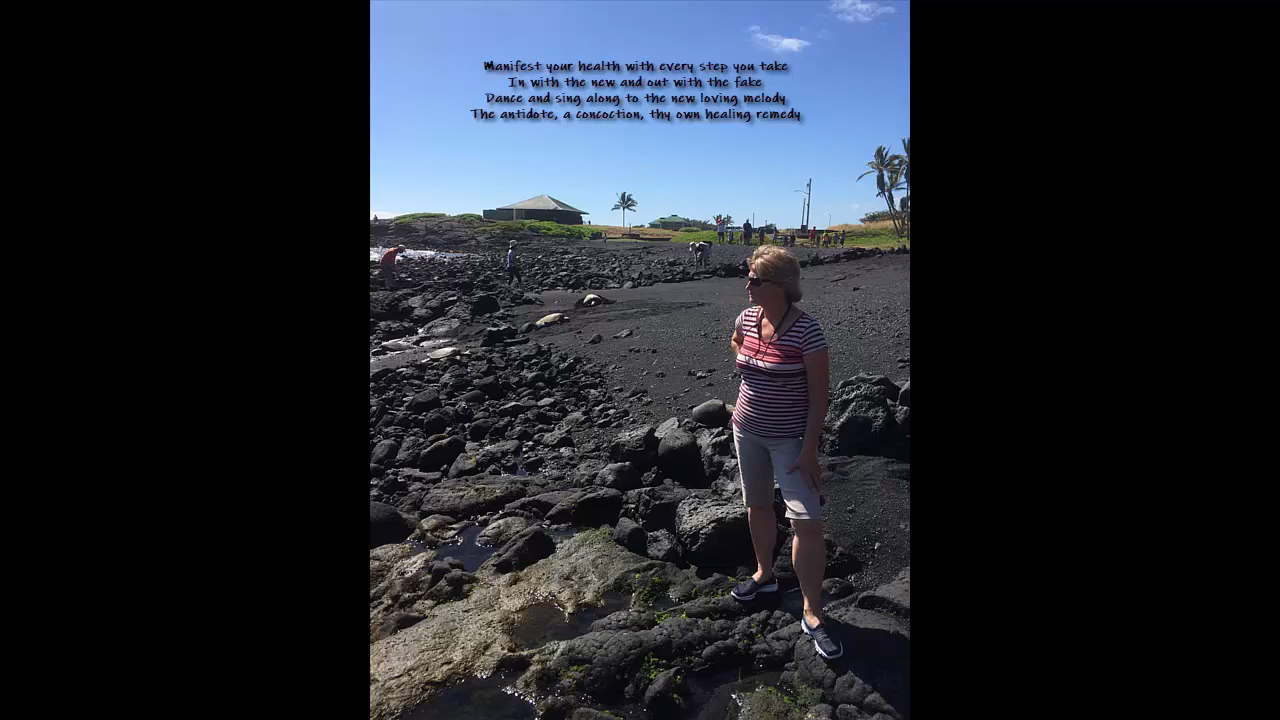 Manifest your health with every step you take
In with the new and out with the fake
Dance and sing along to the new loving melody
The antidote, a concoction, thy own healing remedy